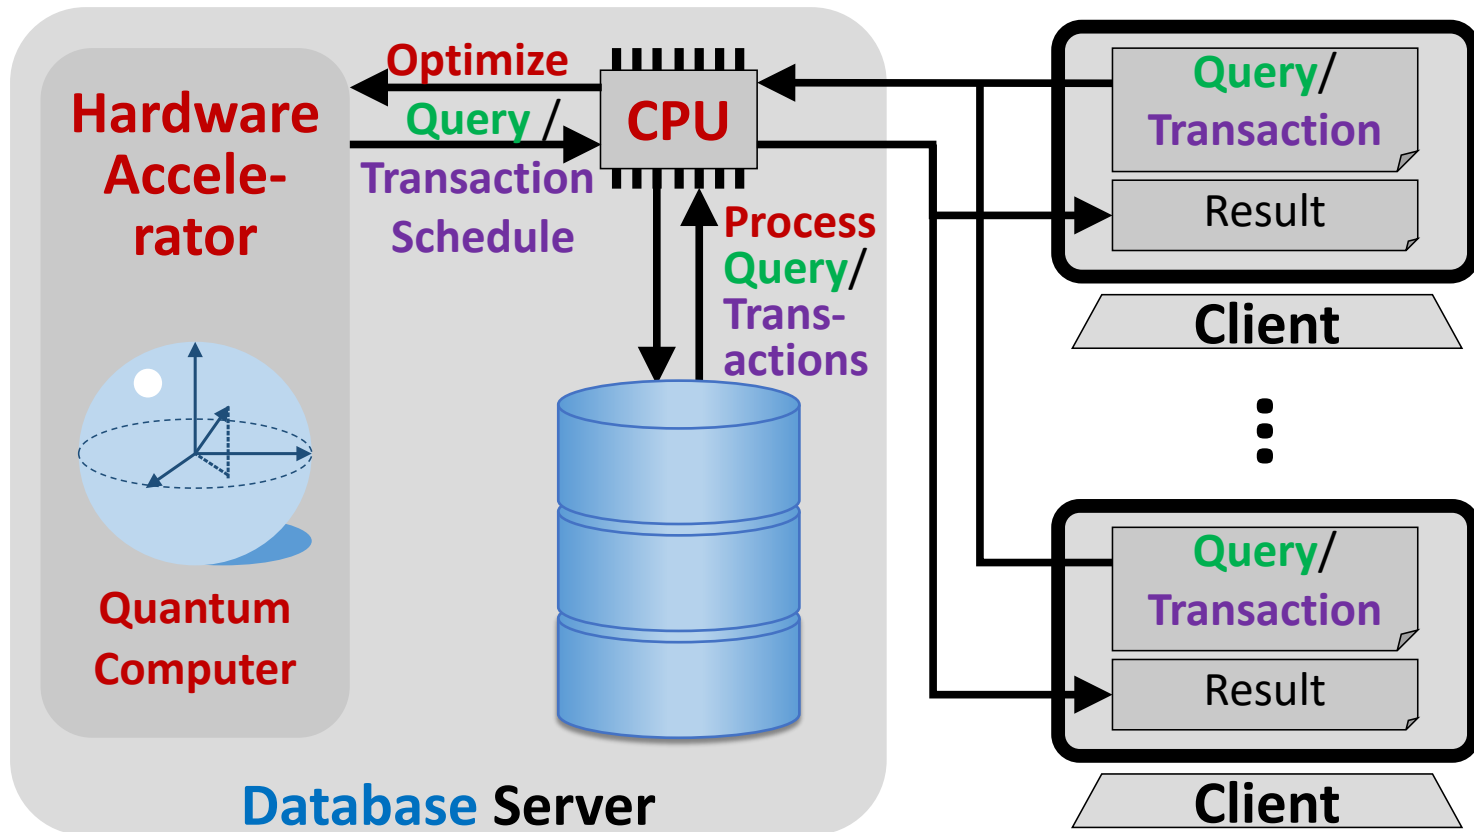 Hardware
Accele-
rator
Quantum
Computer
Optimize
Query /
Transaction
Schedule
CPU
Process
Query/
Trans-
actions
Database Server
Query/
Transaction
Result
Client
Query/
Transaction
Result
Client